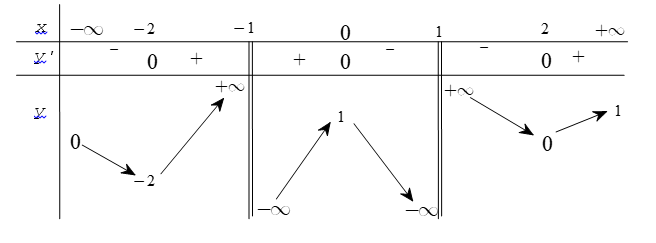 x −∞ −2 −1 0 1 2 +∞
y' − 0 + + 0 − − 0 +
y 0 −2 +∞ −∞ 1 −∞ +∞ 0 1